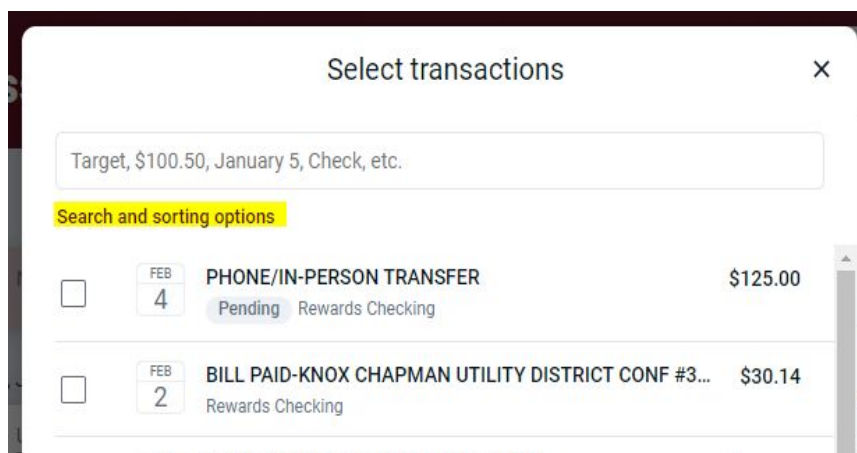 Select transactions
Target, $100.50, January 5, Check, etc.
Search and sorting options
FEB
4
PHONE/IN-PERSON TRANSFER
$125.00
Pending Rewards Checking
FEB
2
BILL PAID-KNOX CHAPMAN UTILITY DISTRICT CONF #3...
$30.14
Rewards Checking